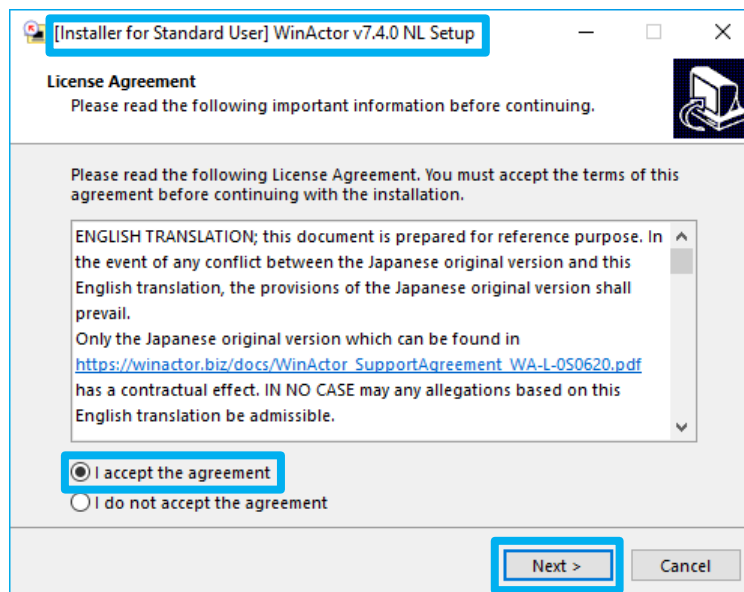 [Installer for Standard User] WinActor v7.4.0 NL Setup
License Agreement
Please read the following important information before continuing.
Please read the following License Agreement. You must accept the terms of this
agreement before continuing with the installation.
ENGLISH TRANSLATION; this document is prepared for reference purpose. In
the event of any conflict between the Japanese original version and this
English translation, the provisions of the Japanese original version shall
prevail.
Only the Japanese original version which can be found in
https://winactor.biz/docs/WinActor_SupportAgreement_WA-L-0S0620.pdf
has a contractual effect. IN NO CASE may any allegations based on this
English translation be admissible.
I accept the agreement
I do not accept the agreement
Next >
Cancel